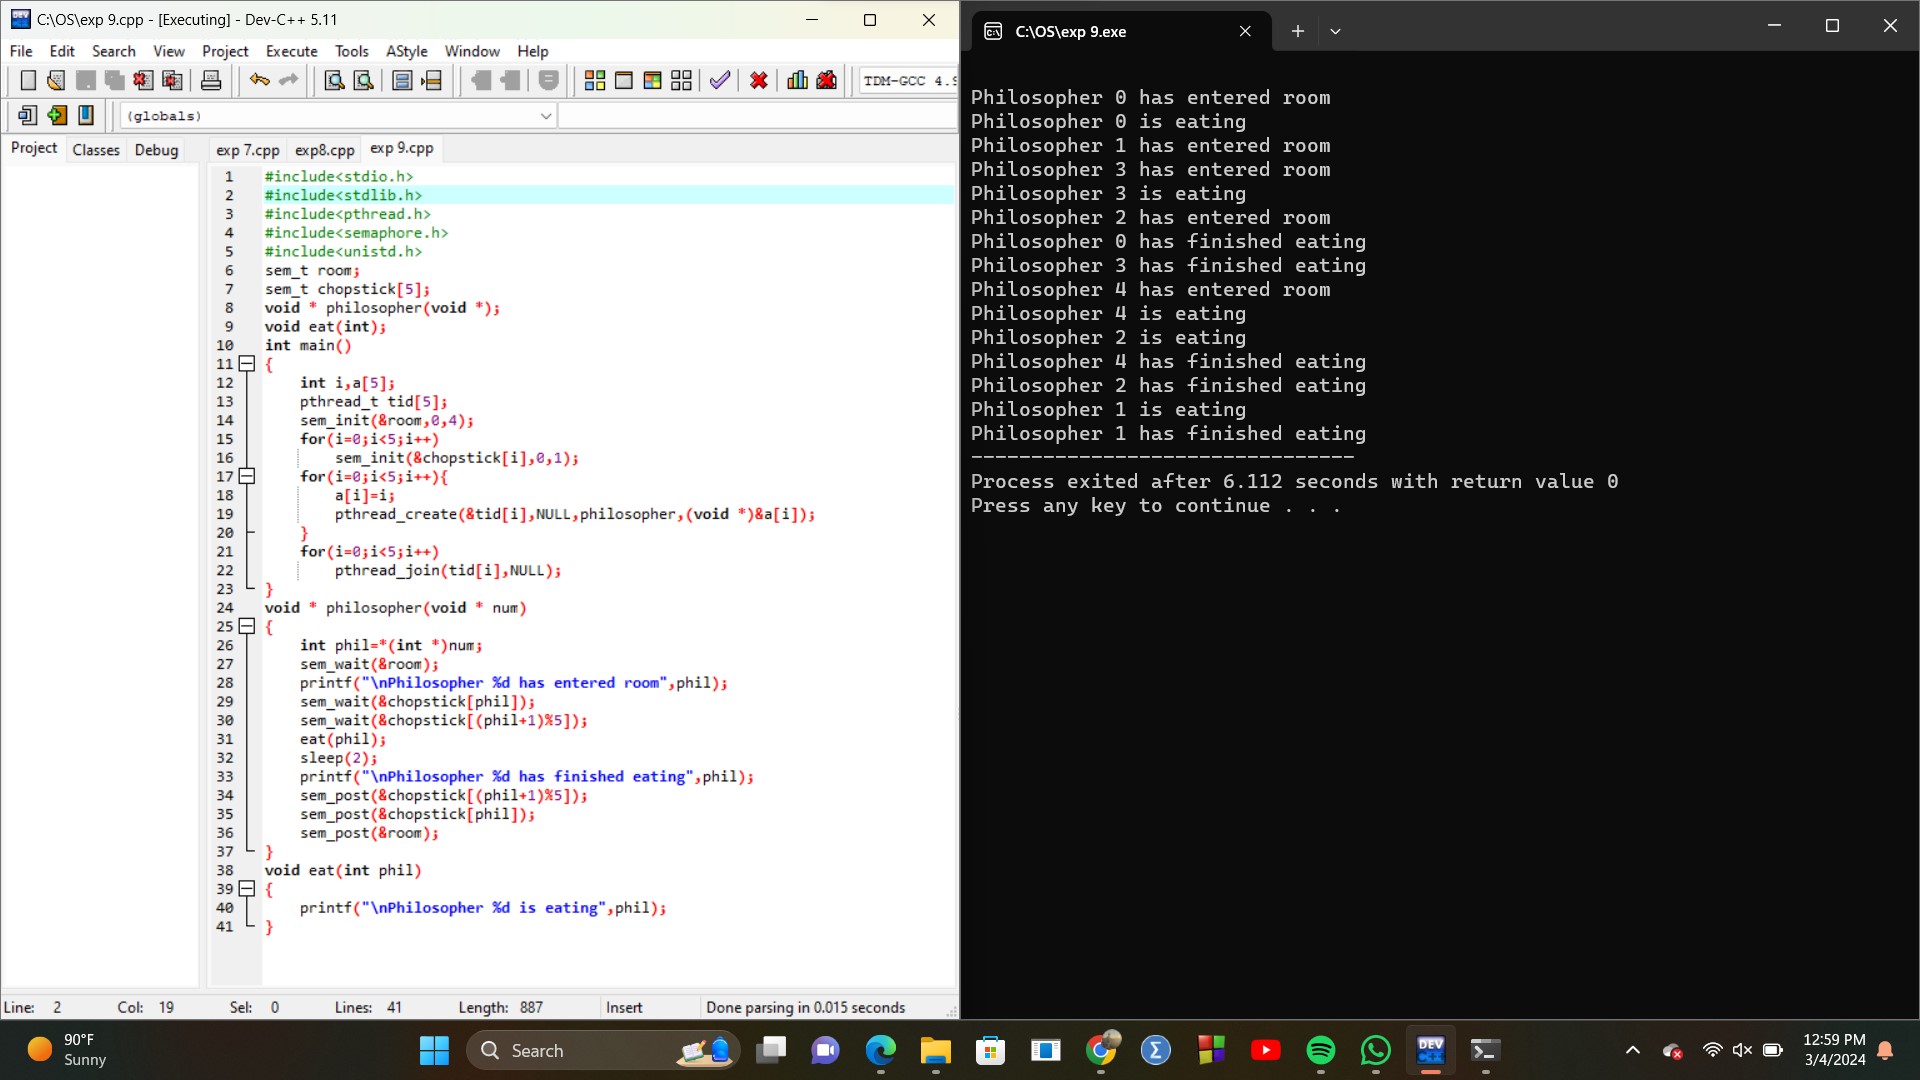 C:\OS\exp 9.cpp - [Executing] - Dev-C++ 5.11
File Edit Search View Project Execute Tools AStyle Window Help
TDM-GCC 4.9
(globals)
Project Classes Debug
exp 7.cpp exp8.cpp exp 9.cpp
1 #include<stdio.h>
2 #include<stdlib.h>
3 #include<pthread.h>
4 #include<semaphore.h>
5 #include<unistd.h>
6 sem_t room;
7 sem_t chopstick[5];
8 void * philosopher(void *);
9 void eat(int);
10 int main()
11 {
12 int i,a[5];
13 pthread_t tid[5];
14 sem_init(&room,0,4);
15 for(i=0;i<5;i++)
16 sem_init(&chopstick[i],0,1);
17 for(i=0;i<5;i++){
18 a[i]=i;
19 pthread_create(&tid[i],NULL,philosopher,(void *)&a[i]);
20 }
21 for(i=0;i<5;i++)
22 pthread_join(tid[i],NULL);
23 }
24 void * philosopher(void * num)
25 {
26 int phil=*(int *)num;
27 sem_wait(&room);
28 printf("\nPhilosopher %d has entered room",phil);
29 sem_wait(&chopstick[phil]);
30 sem_wait(&chopstick[(phil+1)%5]);
31 eat(phil);
32 sleep(2);
33 printf("\nPhilosopher %d has finished eating",phil);
34 sem_post(&chopstick[(phil+1)%5]);
35 sem_post(&chopstick[phil]);
36 sem_post(&room);
37 }
38 void eat(int phil)
39 {
40 printf("\nPhilosopher %d is eating",phil);
41 }
Line: 2 Col: 19 Sel: 0 Lines: 41 Length: 887 Insert Done parsing in 0.015 seconds
C:\OS\exp 9.exe
Philosopher 0 has entered room
Philosopher 0 is eating
Philosopher 1 has entered room
Philosopher 3 has entered room
Philosopher 3 is eating
Philosopher 2 has entered room
Philosopher 0 has finished eating
Philosopher 3 has finished eating
Philosopher 4 has entered room
Philosopher 4 is eating
Philosopher 2 is eating
Philosopher 4 has finished eating
Philosopher 2 has finished eating
Philosopher 1 is eating
Philosopher 1 has finished eating
--------------------------------
Process exited after 6.112 seconds with return value 0
Press any key to continue . . .
90°F
Sunny
Search
DEV
12:59 PM
3/4/2024